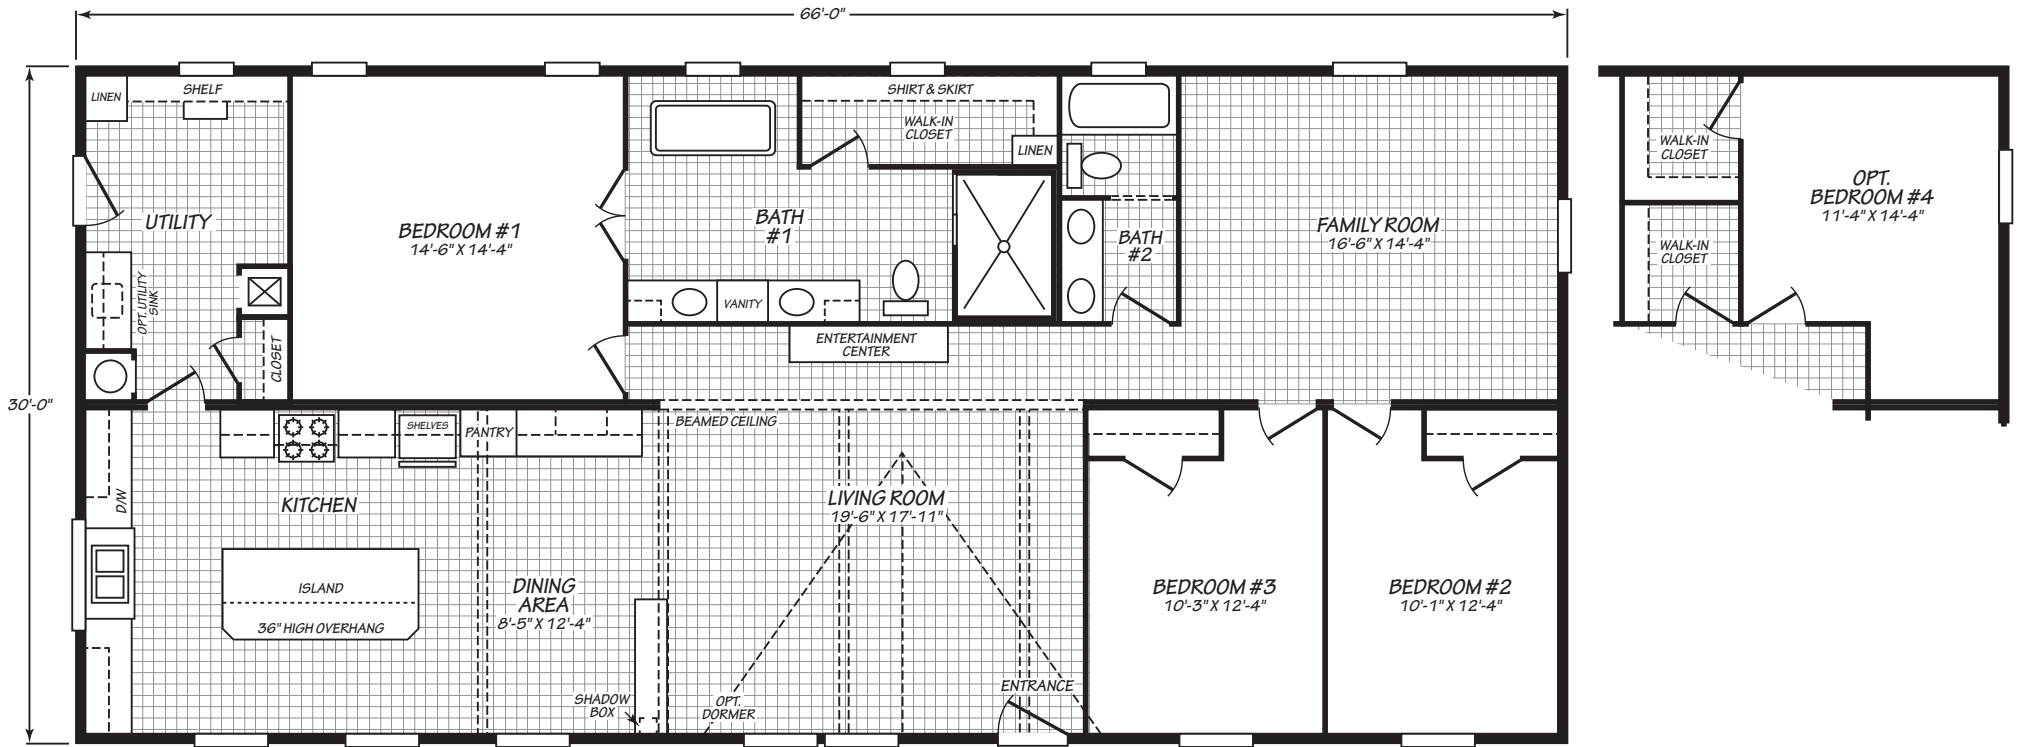 66'-0"
30'-0"
LINEN
SHELF
UTILITY
OPT. UTILITY
SINK
CLOSET
BEDROOM #1
14'-6" X 14'-4"
BATH
#1
VANITY
SHIRT & SKIRT
WALK-IN
CLOSET
LINEN
ENTERTAINMENT
CENTER
BATH
#2
FAMILY ROOM
16'-6" X 14'-4"
WALK-IN
CLOSET
WALK-IN
CLOSET
OPT.
BEDROOM #4
11'-4" X 14'-4"
SHELVES
PANTRY
BEAMED CEILING
D/W
KITCHEN
ISLAND
36" HIGH OVERHANG
DINING
AREA
8'-5" X 12'-4"
SHADOW
BOX
LIVING ROOM
19'-6" X 17'-11"
OPT.
DORMER
ENTRANCE
BEDROOM #3
10'-3" X 12'-4"
BEDROOM #2
10'-1" X 12'-4"